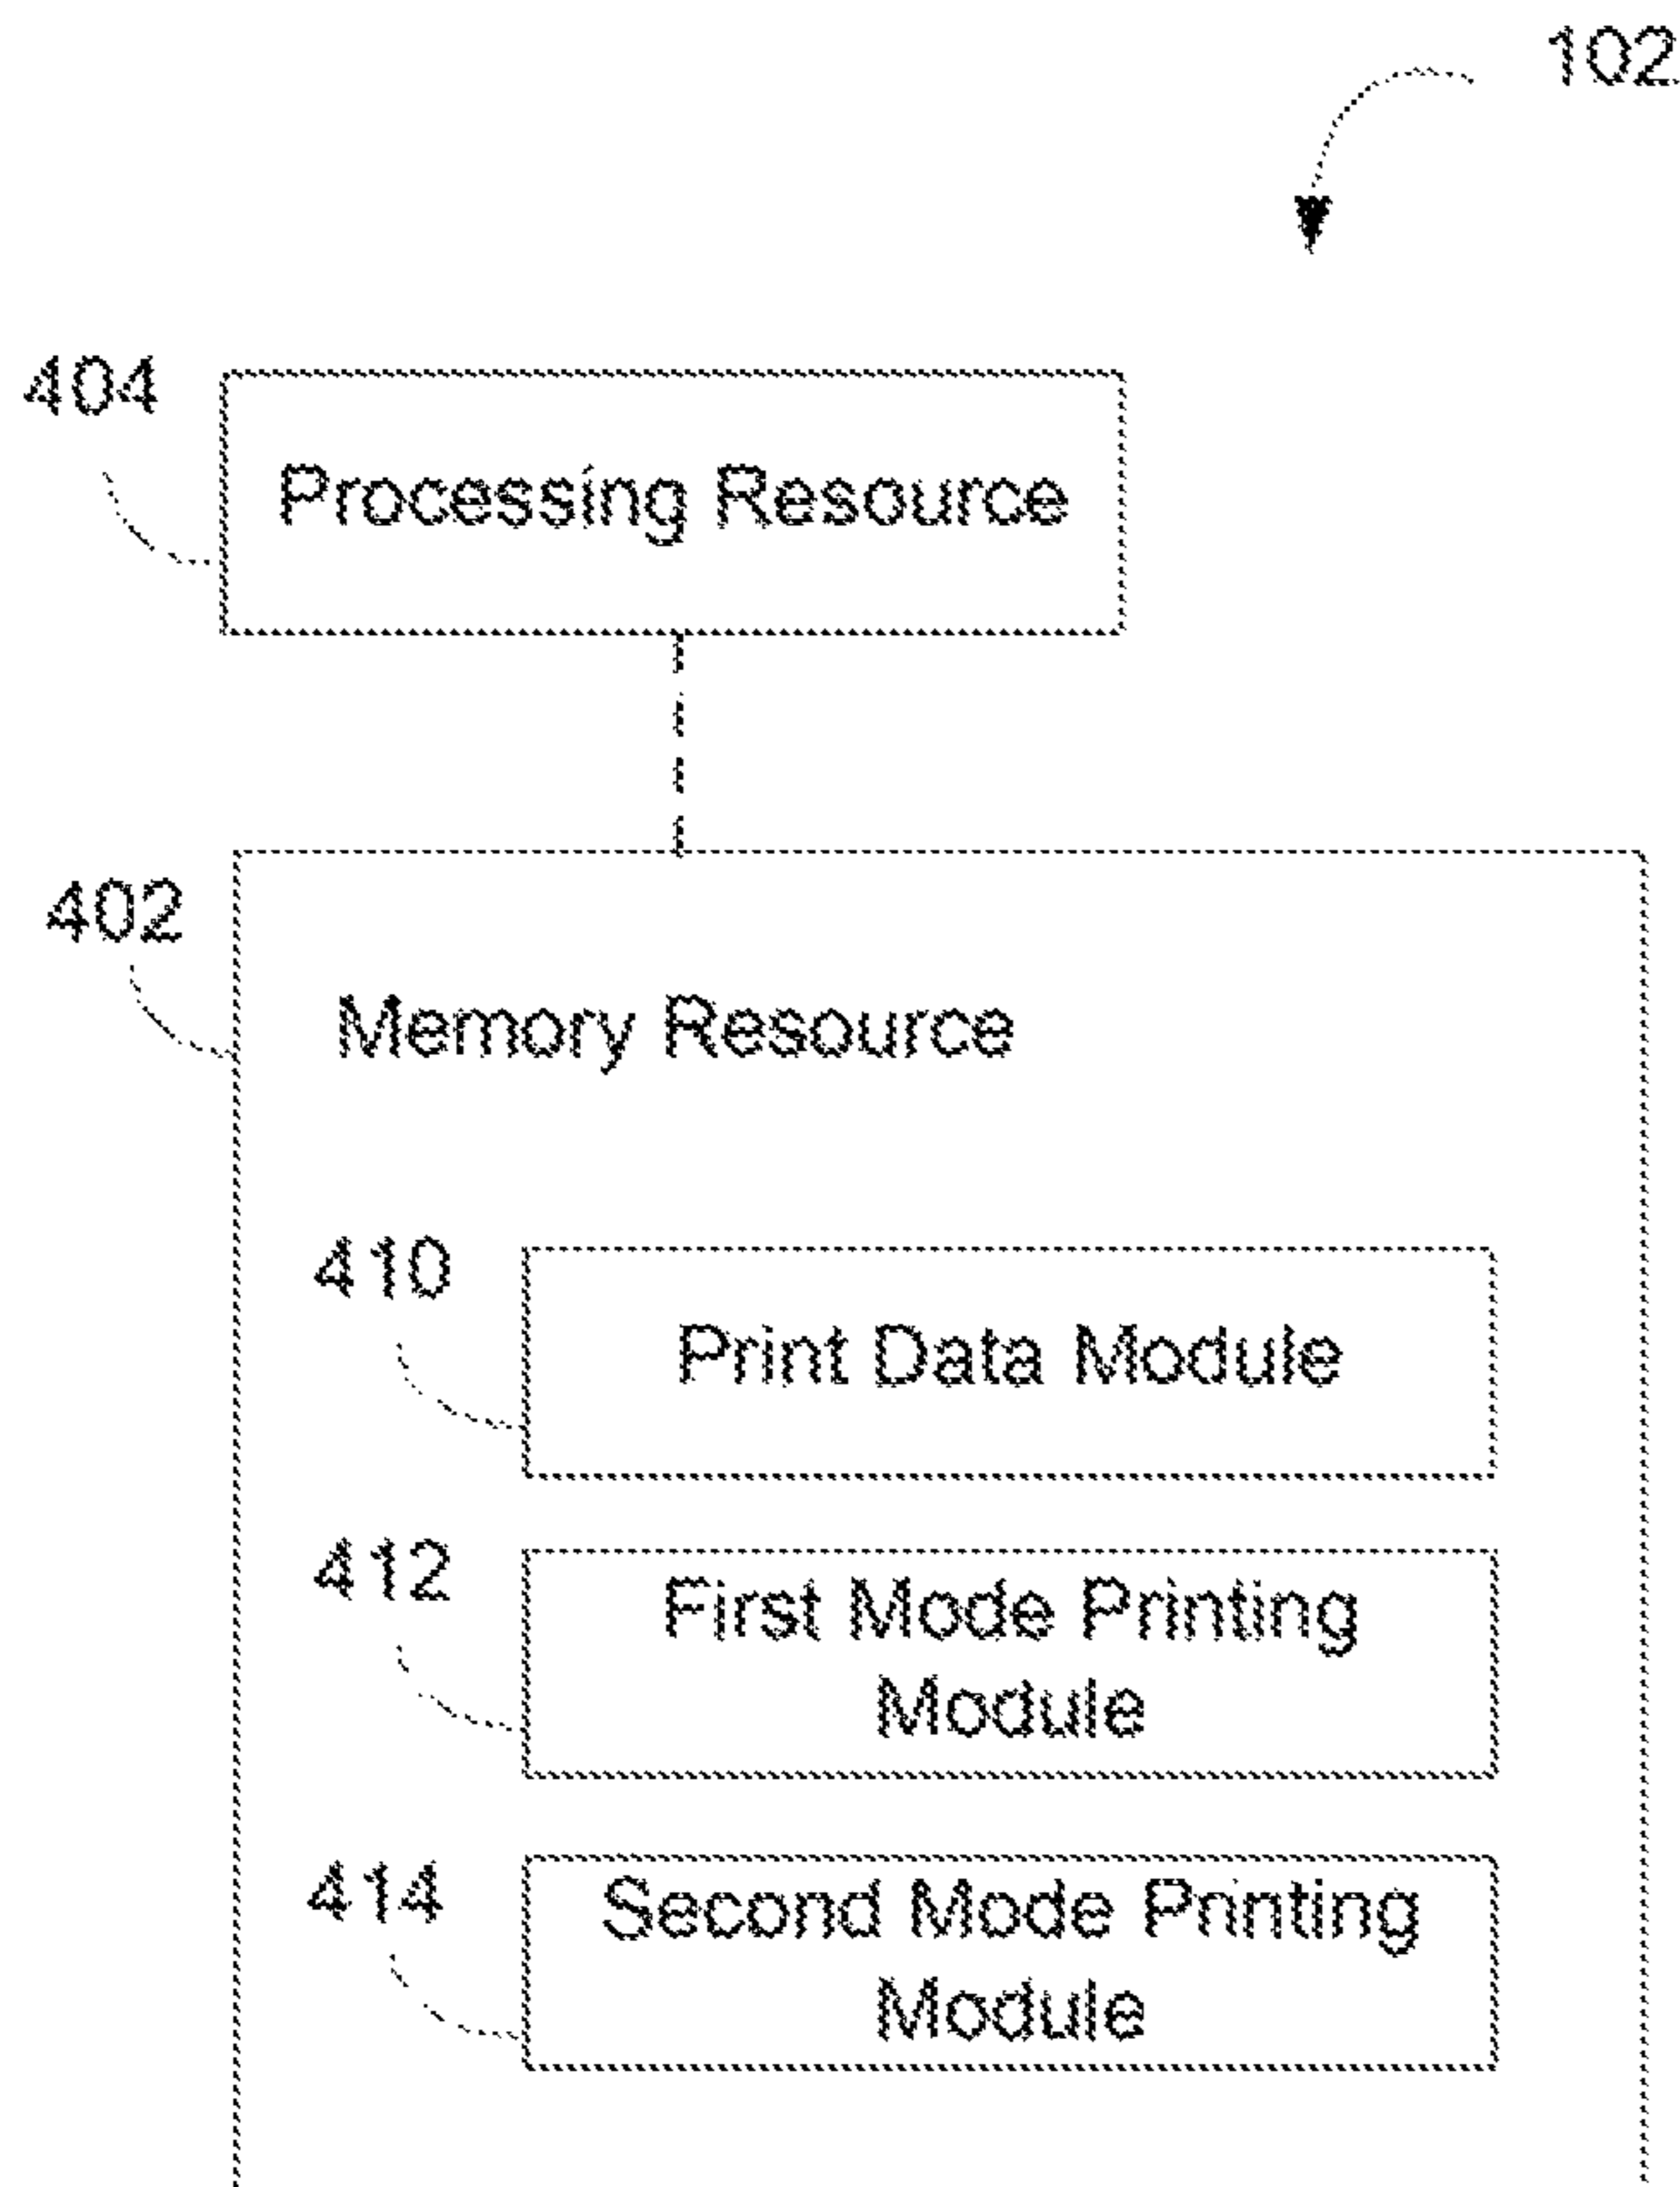 102
404
Processing Resource
402
Memory Resource
410
Print Data Module
412
First Mode Printing
Module
414
Second Mode Printing
Module